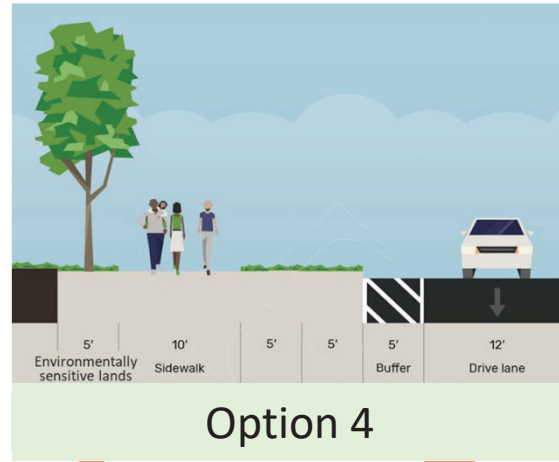 5' 10' 5' 5' 5' 12'
Environmentally
sensitive lands Sidewalk Buffer Drive lane
Option 4